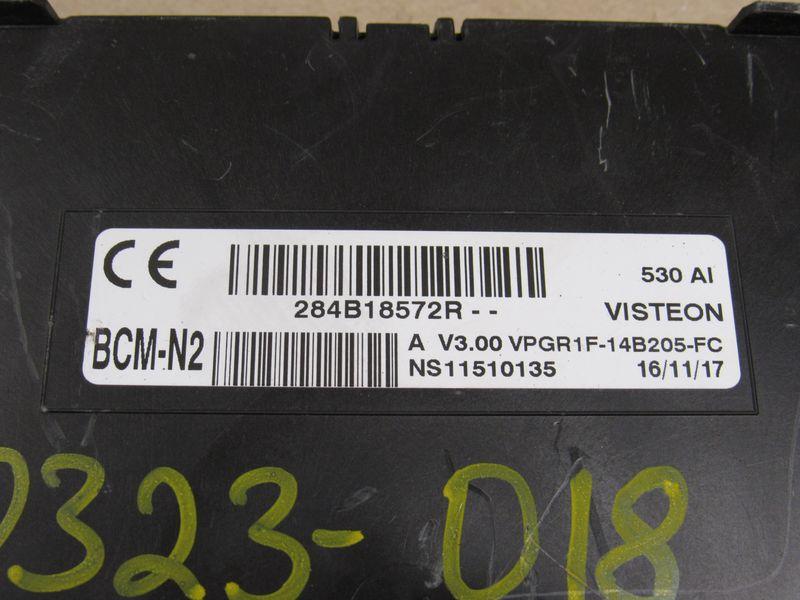 CE
530 AI
284B18572R - -
VISTEON
BCM-N2
A V3.00 VPGR1F-14B205-FC
NS11510135
16/11/17
323-018